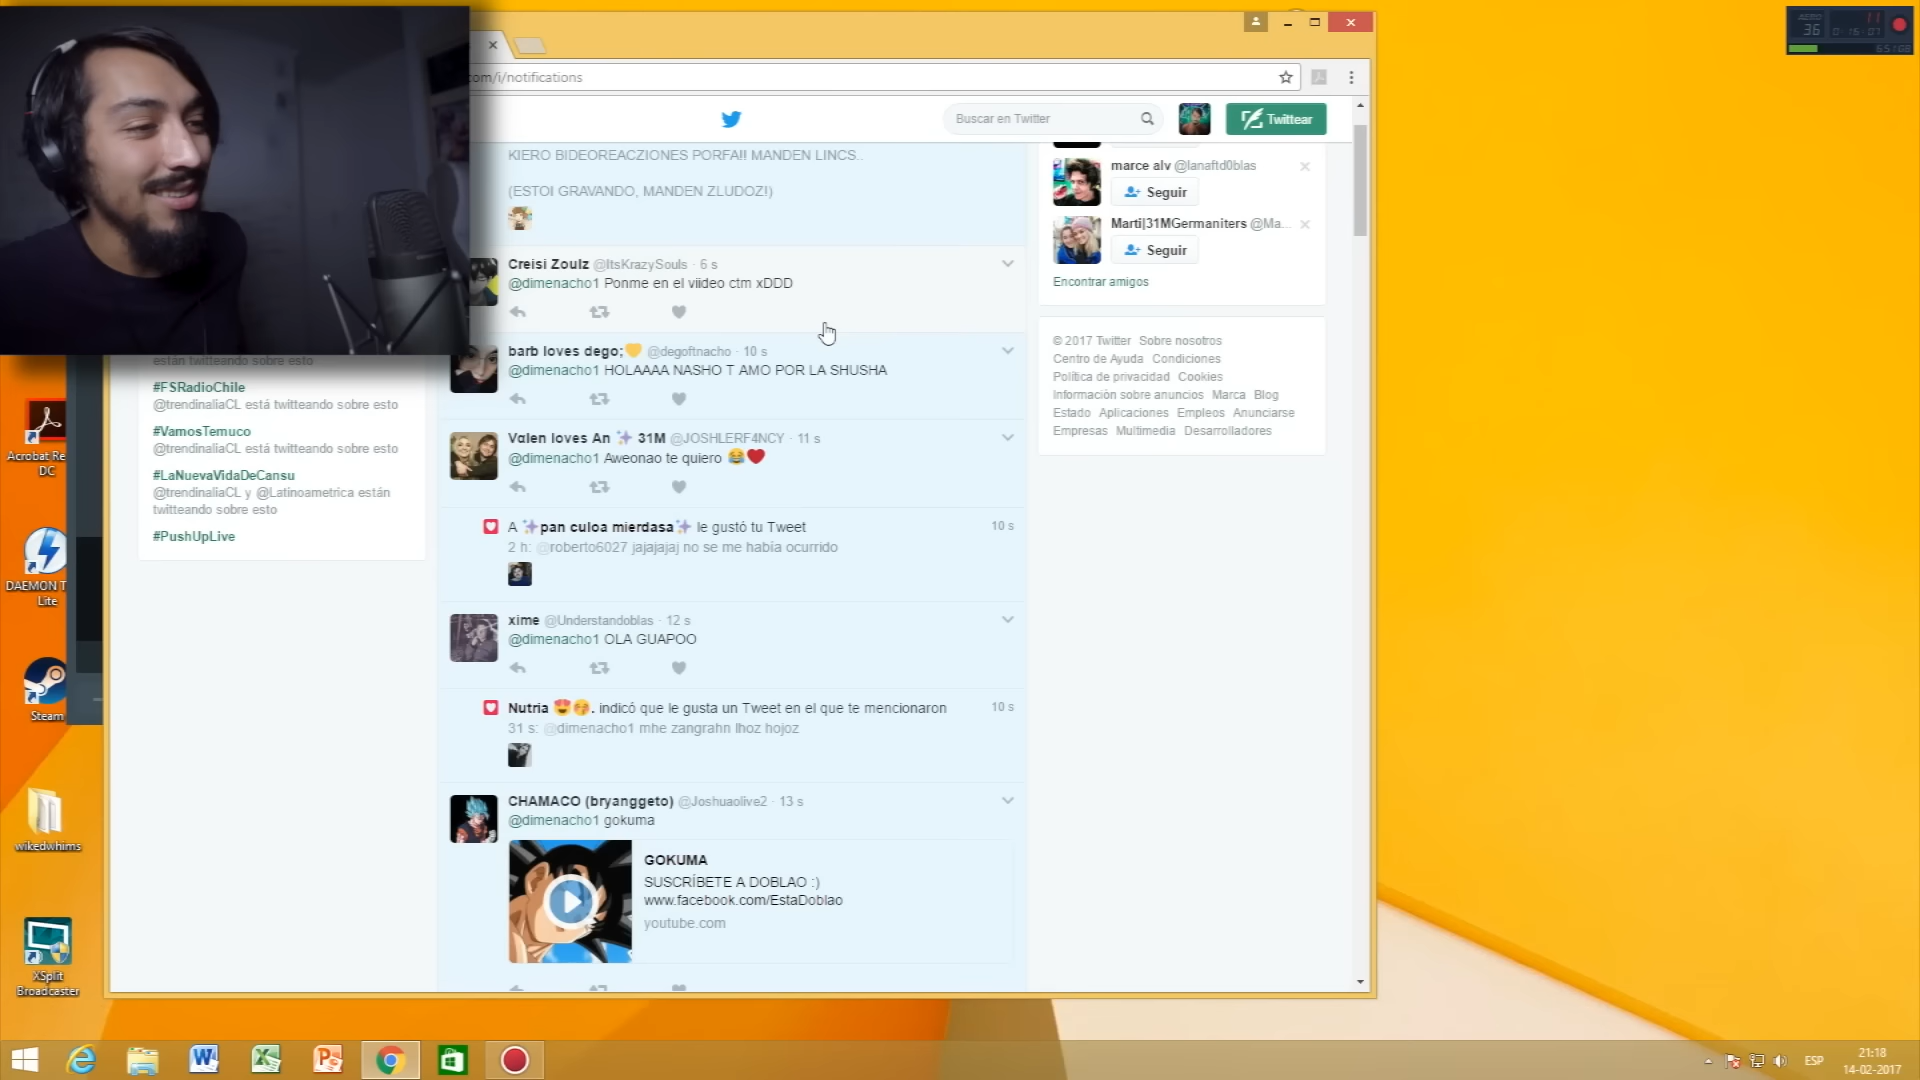 com/i/notifications
Buscar en Twitter
Twittear
KIERO BIDEOREACZIONES PORFA!! MANDEN LINCS..
(ESTOI GRAVANDO, MANDEN ZLUDOZ!)
Creisi Zoulz @ItsKrazySouls · 6 s
@dimenacho1 Ponme en el viideo ctm xDDD
barb loves dego;💛 @degoftnacho · 10 s
@dimenacho1 HOLAAAA NASHO T AMO POR LA SHUSHA
Valen loves An ✨ 31M @JOSHLERF4NCY · 11 s
@dimenacho1 Aweonao te quiero 😂❤
A ✨pan culoa mierdasa✨ le gustó tu Tweet
10 s
2 h: @roberto6027 jajajajaj no se me había ocurrido
xime @Understandoblas · 12 s
@dimenacho1 OLA GUAPOO
Nutria 😍😚. indicó que le gusta un Tweet en el que te mencionaron
10 s
31 s: @dimenacho1 mhe zangrahn lhoz hojoz
CHAMACO (bryanggeto) @Joshuaolive2 · 13 s
@dimenacho1 gokuma
GOKUMA
SUSCRÍBETE A DOBLAO :)
www.facebook.com/EstaDoblao
youtube.com
marce alv @lanaftd0blas
Seguir
Marti|31MGermaniters @Ma...
Seguir
Encontrar amigos
© 2017 Twitter Sobre nosotros
Centro de Ayuda Condiciones
Política de privacidad Cookies
Información sobre anuncios Marca Blog
Estado Aplicaciones Empleos Anunciarse
Empresas Multimedia Desarrolladores
están twitteando sobre esto
#FSRadioChile
@trendinaliaCL está twitteando sobre esto
#VamosTemuco
@trendinaliaCL está twitteando sobre esto
#LaNuevaVidaDeCansu
@trendinaliaCL y @Latinoametrica están
twitteando sobre esto
#PushUpLive
Acrobat Re
DC
DAEMON T
Lite
Steam
wikedwhims
XSplit
Broadcaster
36
11
ESP
21:18
14-02-2017